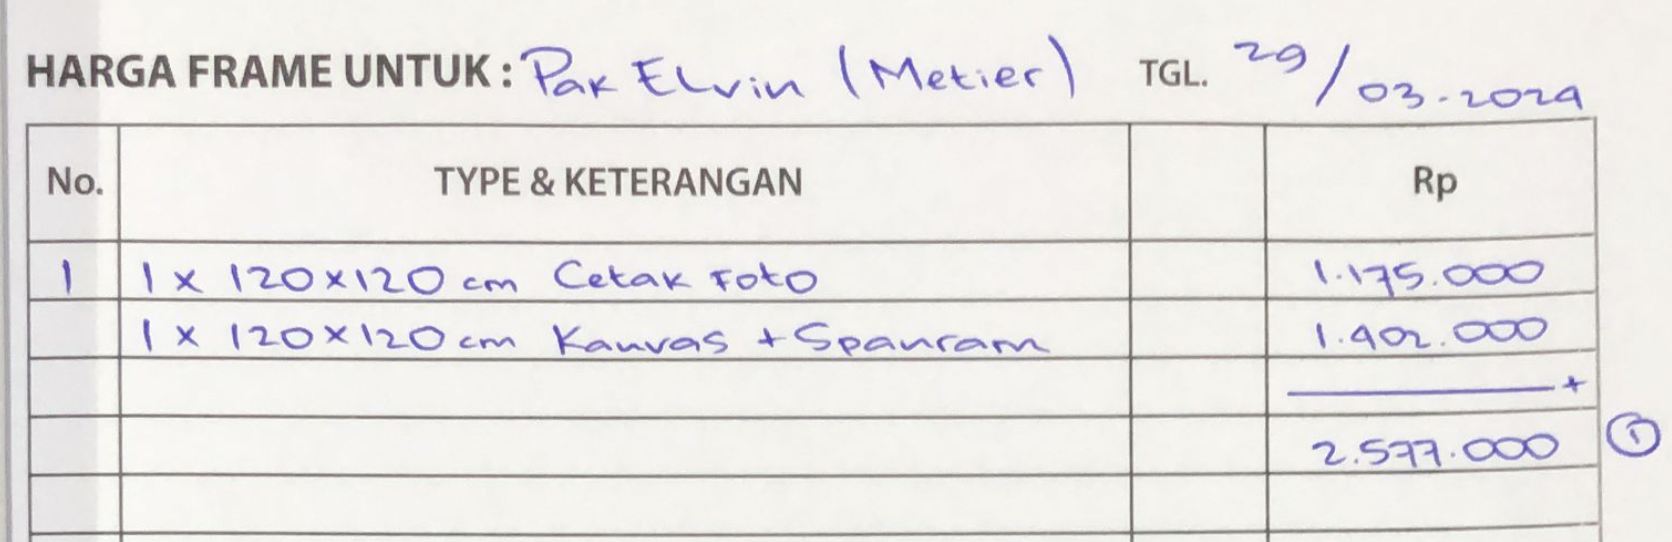 HARGA FRAME UNTUK : Pak Elvin (Metier) TGL. 29/03.2024
No. TYPE & KETERANGAN Rp
1 1 x 120x120 cm Cetak Foto 1.175.000
1 x 120x120 cm Kanvas + Spanram 1.402.000
+
2.577.000 1